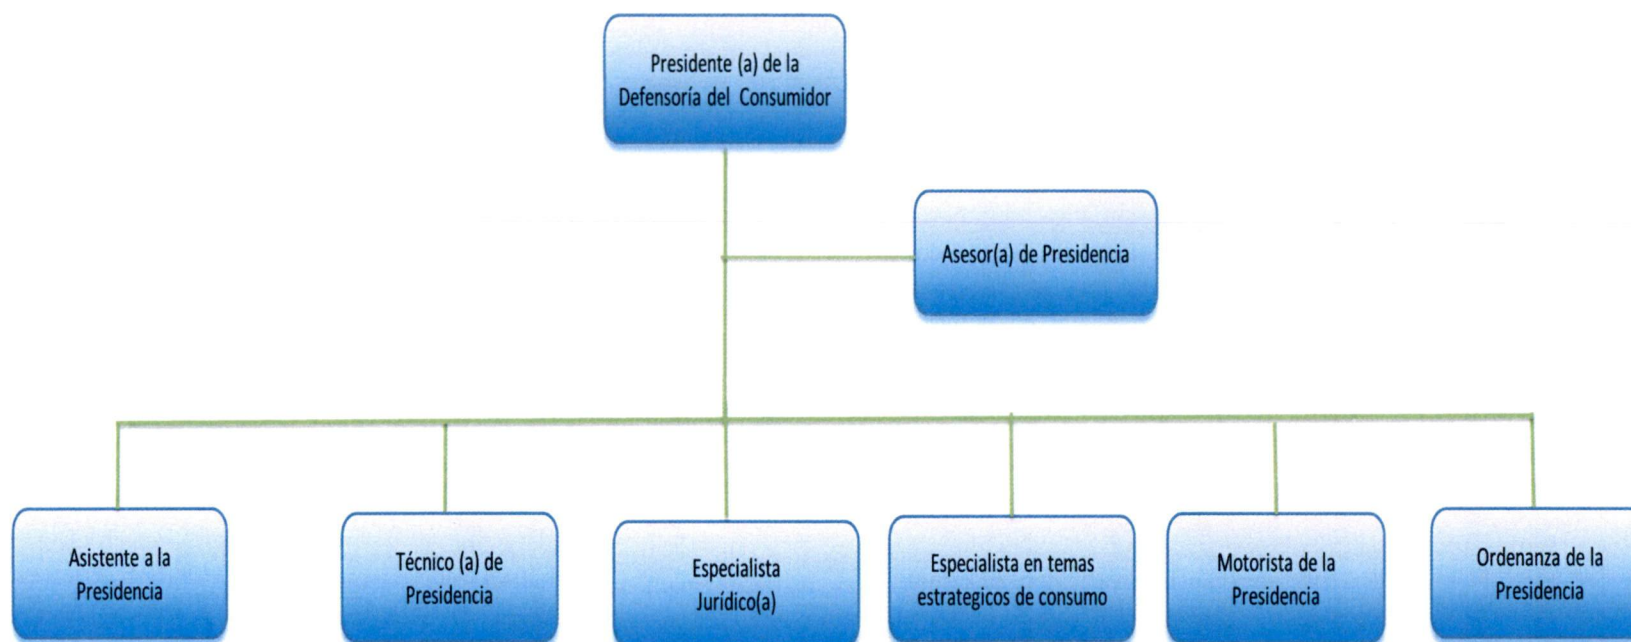 Presidente (a) de la
Defensoría del Consumidor
Asesor(a) de Presidencia
Asistente a la
Presidencia
Técnico (a) de
Presidencia
Especialista
Jurídico(a)
Especialista en temas
estrategicos de consumo
Motorista de la
Presidencia
Ordenanza de la
Presidencia